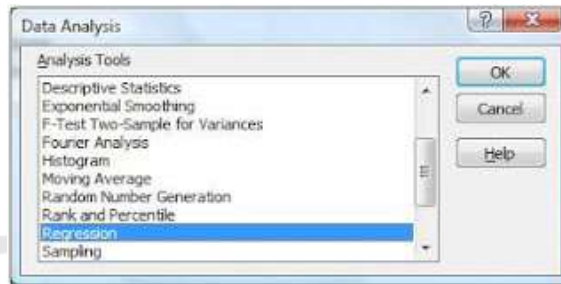 Data Analysis
?
Analysis Tools
Descriptive Statistics
Exponential Smoothing
F-Test Two-Sample for Variances
Fourier Analysis
Histogram
Moving Average
Random Number Generation
Rank and Percentile
Regression
Sampling
OK
Cancel
Help